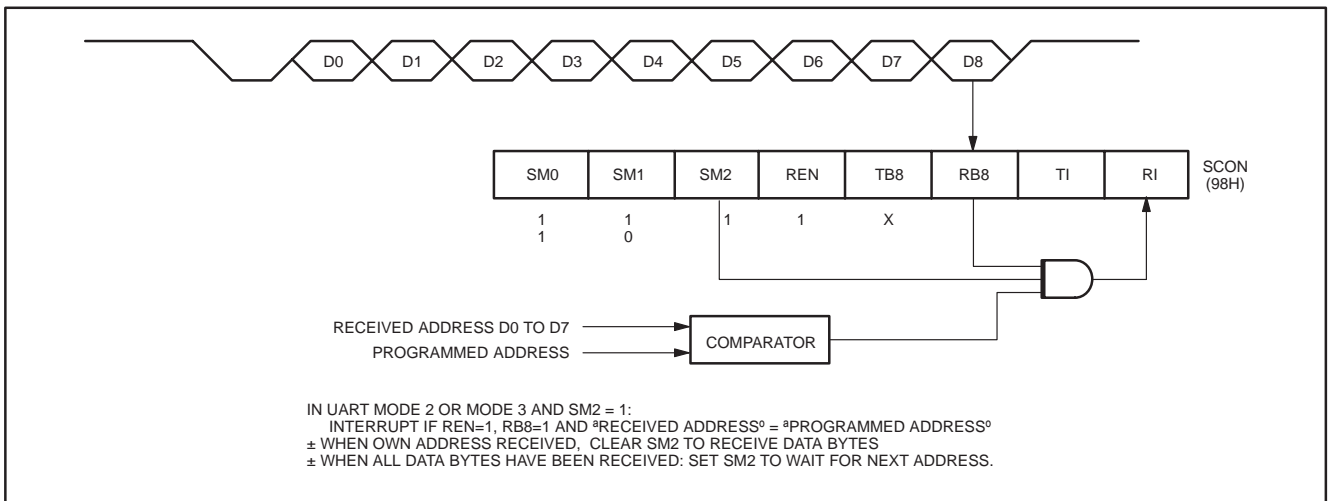 D0 D1 D2 D3 D4 D5 D6 D7 D8
SM0 SM1 SM2 REN TB8 RB8 TI RI
SCON
(98H)
1 1 1 1 X
1 0
RECEIVED ADDRESS D0 TO D7
PROGRAMMED ADDRESS
COMPARATOR
IN UART MODE 2 OR MODE 3 AND SM2 = 1:
INTERRUPT IF REN=1, RB8=1 AND ªRECEIVED ADDRESSº = ªPROGRAMMED ADDRESSº
± WHEN OWN ADDRESS RECEIVED, CLEAR SM2 TO RECEIVE DATA BYTES
± WHEN ALL DATA BYTES HAVE BEEN RECEIVED: SET SM2 TO WAIT FOR NEXT ADDRESS.